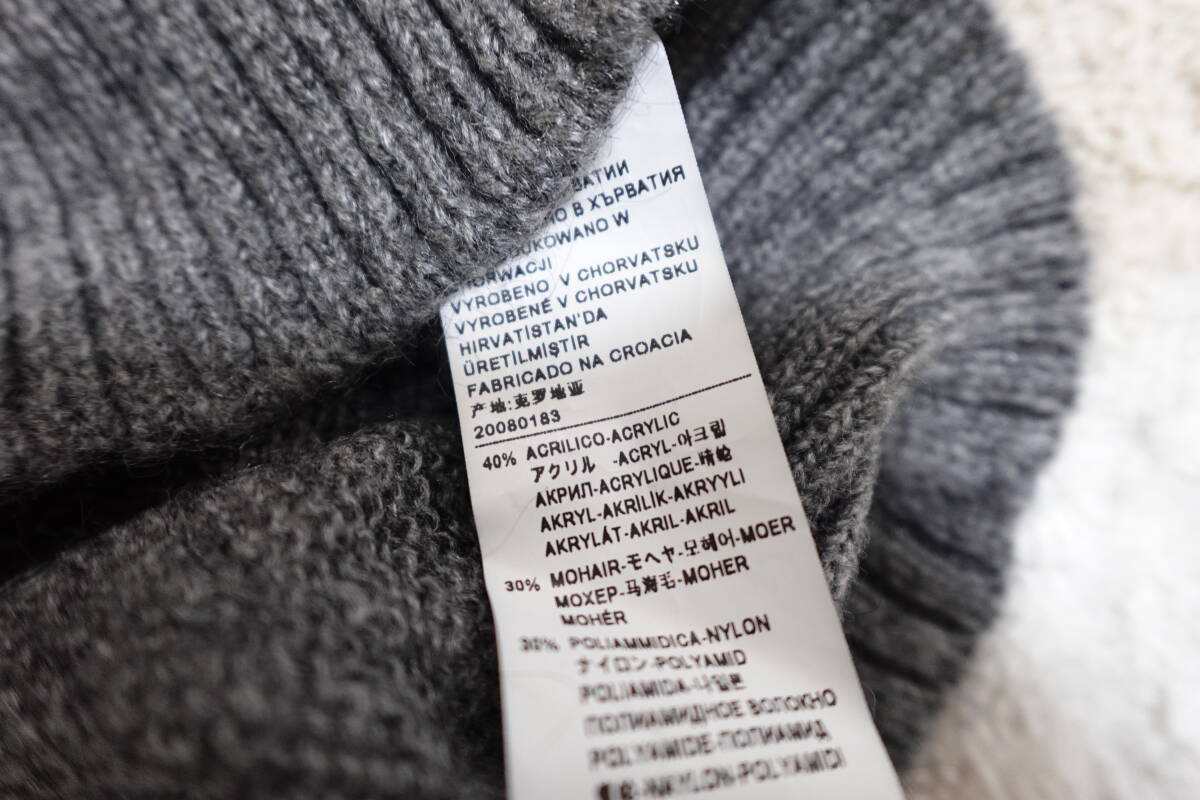 ВАТИИ
НО В ХЪРВАТИЯ
UKOWANO W
HORWACJI
VYROBENO V CHORVATSKU
VYROBENÉ V CHORVATSKU
HIRVATİSTAN'DA
ÜRETİLMİŞTİR
FABRICADO NA CROACIA
产地:克罗地亚
20080183
40% ACRILICO-ACRYLIC
アクリル -ACRYL-아크릴
АКРИЛ-ACRYLIQUE-晴纶
AKRYL-AKRİLİK-AKRYYLI
AKRYLÁT-AKRIL-AKRIL
30% MOHAIR-モヘヤ-모헤어-MOER
МОХЕР-马海毛-MOHER
MOHÉR
30% POLIAMMIDICA-NYLON
ナイロン-POLYAMID
POLIAMIDA-나일론
ПОЛИАМИДНОЕ ВОЛОКНО
POLYAMIDE-ПОЛИАМИД
NAYLON-POLYAMIDI